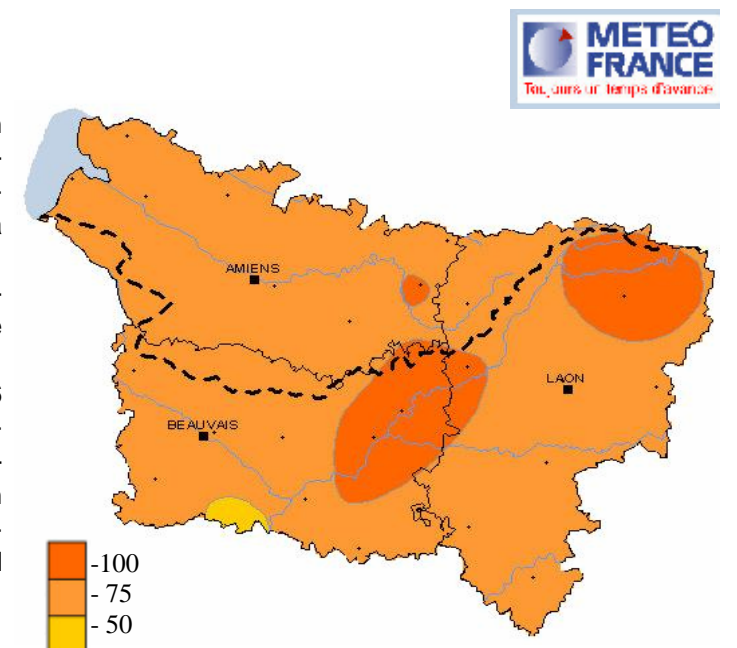 METEO
FRANCE
Toujours un temps d'avance
AMIENS
LAON
BEAUVAIS
-100
- 75
- 50